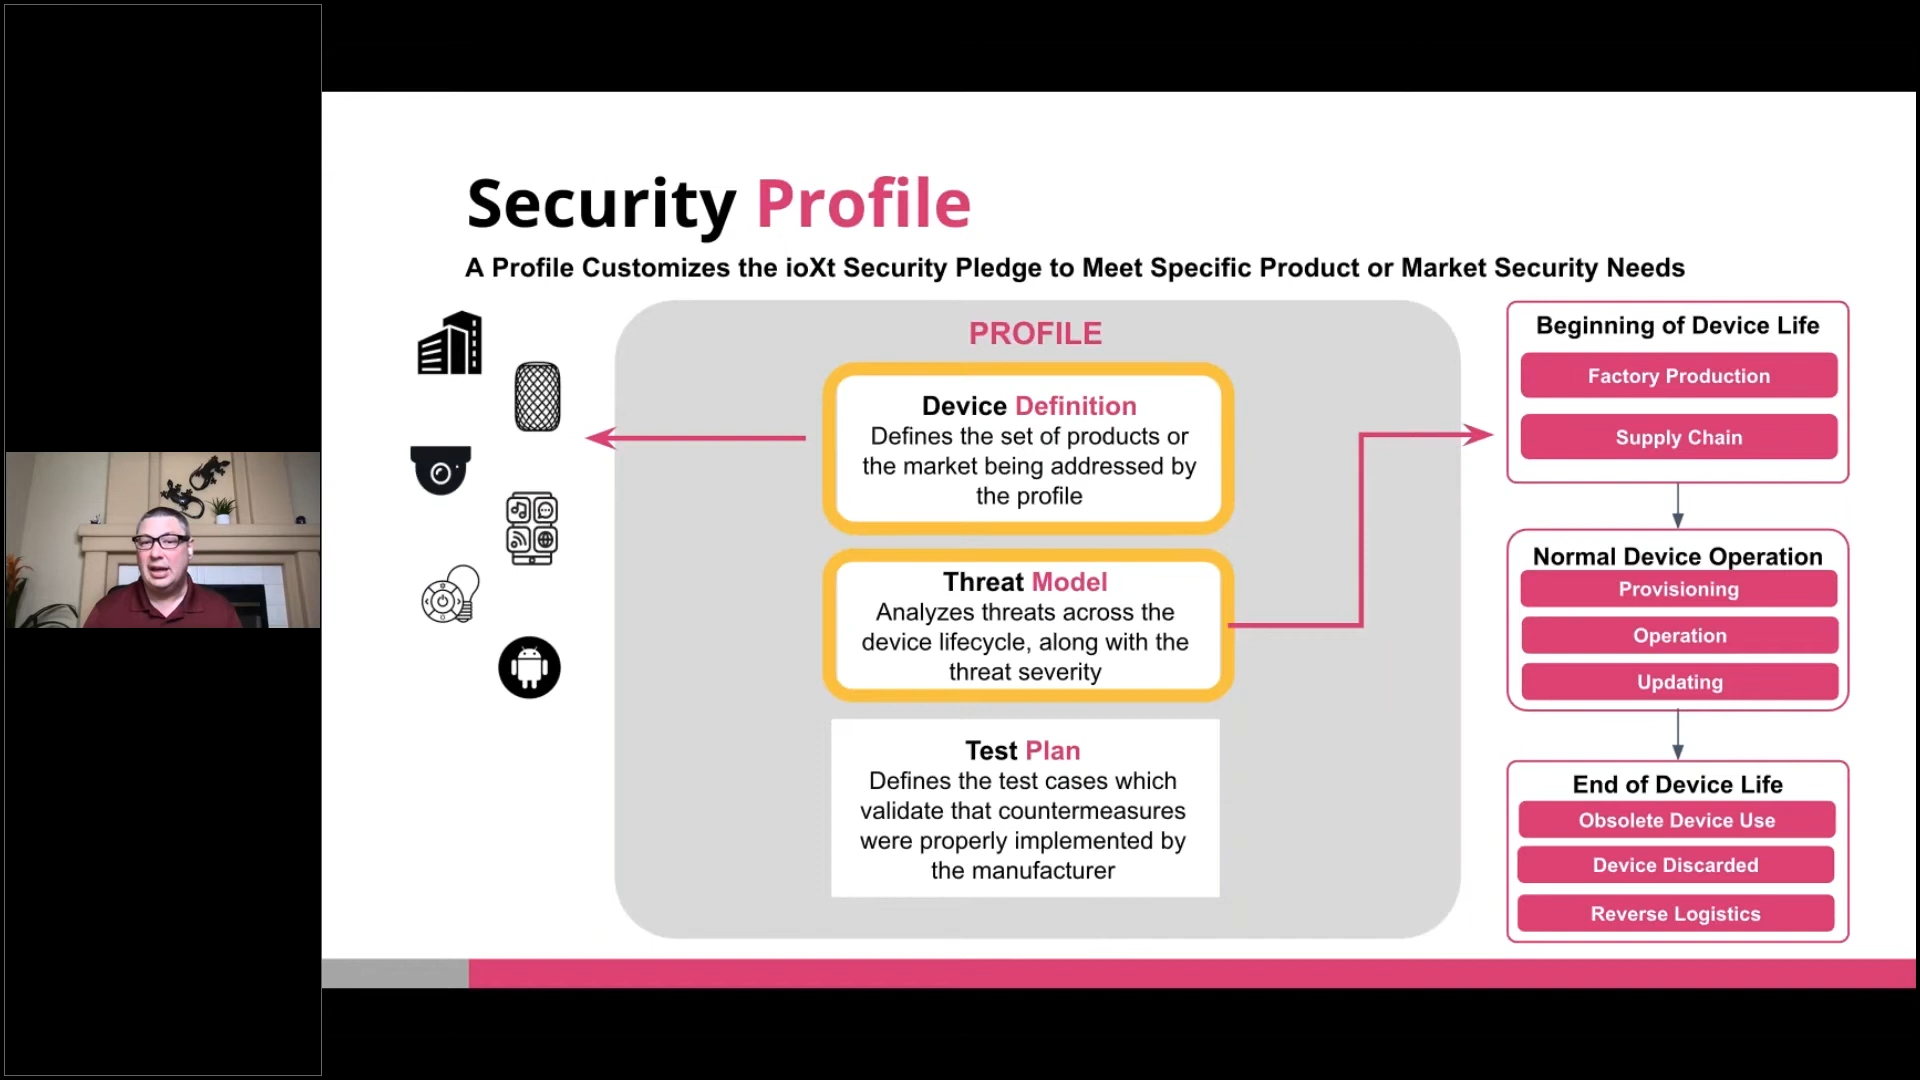 Security Profile
A Profile Customizes the ioXt Security Pledge to Meet Specific Product or Market Security Needs
PROFILE
Device Definition
Defines the set of products or
the market being addressed by
the profile
Threat Model
Analyzes threats across the
device lifecycle, along with the
threat severity
Test Plan
Defines the test cases which
validate that countermeasures
were properly implemented by
the manufacturer
Beginning of Device Life
Factory Production
Supply Chain
Normal Device Operation
Provisioning
Operation
Updating
End of Device Life
Obsolete Device Use
Device Discarded
Reverse Logistics